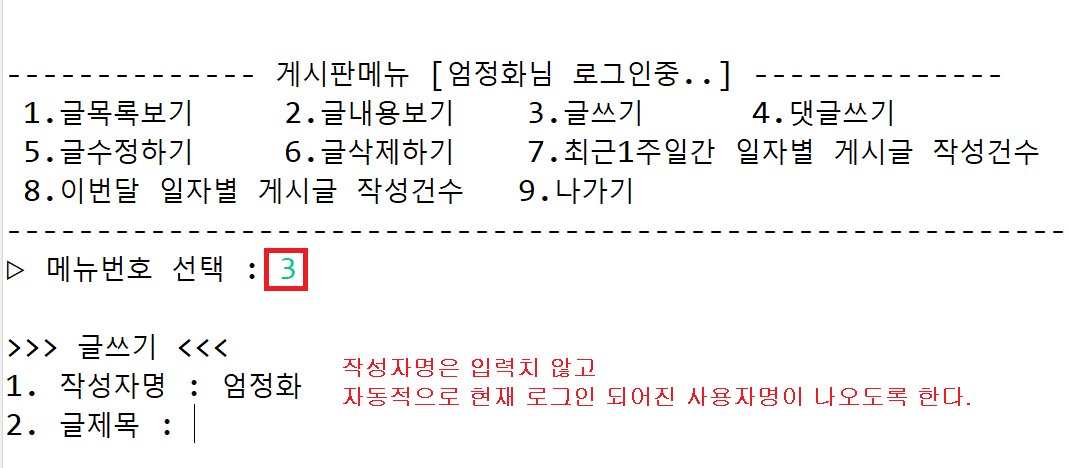 -------------- 게시판메뉴 [엄정화님 로그인중..] --------------
1.글목록보기 2.글내용보기 3.글쓰기 4.댓글쓰기
5.글수정하기 6.글삭제하기 7.최근1주일간 일자별 게시글 작성건수
8.이번달 일자별 게시글 작성건수 9.나가기
-----------------------------------------------------------
▷ 메뉴번호 선택 : 3
>>> 글쓰기 <<<
1. 작성자명 : 엄정화
작성자명은 입력치 않고
자동적으로 현재 로그인 되어진 사용자명이 나오도록 한다.
2. 글제목 :